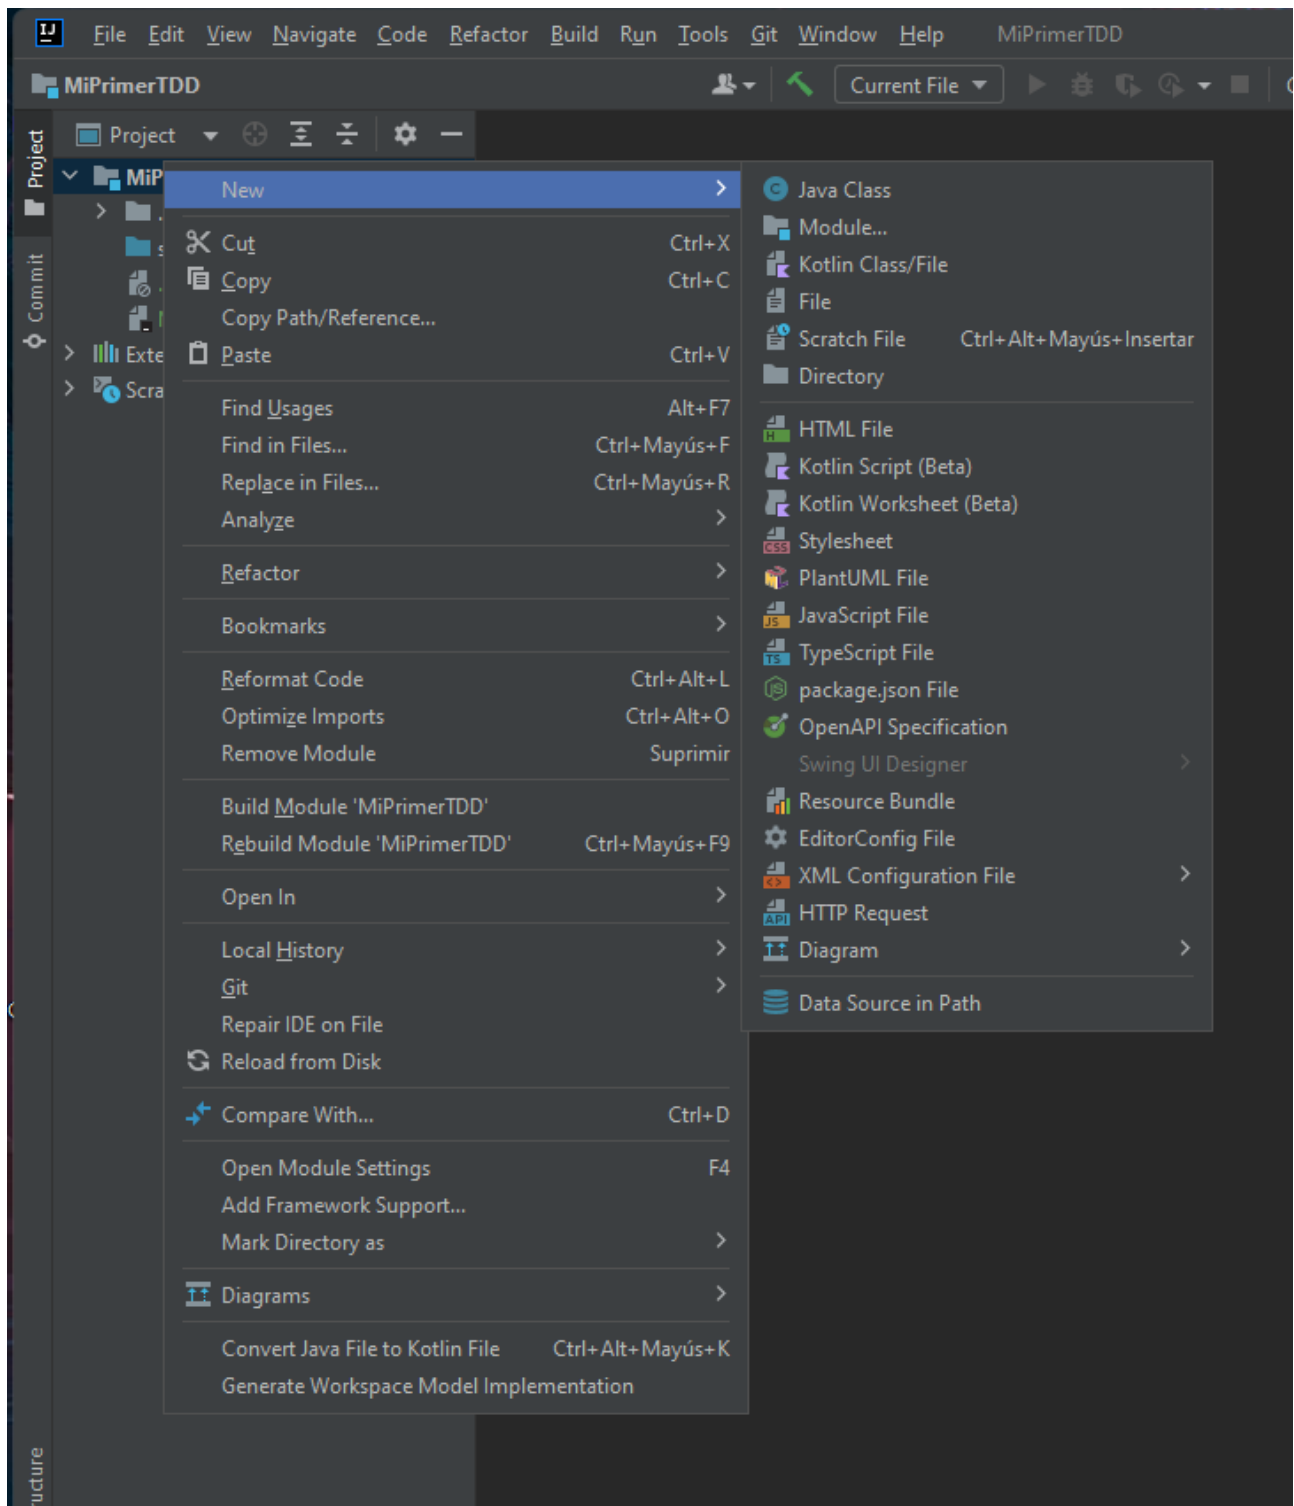 IJ File Edit View Navigate Code Refactor Build Run Tools Git Window Help MiPrimerTDD
MiPrimerTDD Current File
Project
Project
Commit
MiP
Exte
Scra
New
Cut Ctrl+X
Copy Ctrl+C
Copy Path/Reference...
Paste Ctrl+V
Find Usages Alt+F7
Find in Files... Ctrl+Mayús+F
Replace in Files... Ctrl+Mayús+R
Analyze
Refactor
Bookmarks
Reformat Code Ctrl+Alt+L
Optimize Imports Ctrl+Alt+O
Remove Module Suprimir
Build Module 'MiPrimerTDD'
Rebuild Module 'MiPrimerTDD' Ctrl+Mayús+F9
Open In
Local History
Git
Repair IDE on File
Reload from Disk
Compare With... Ctrl+D
Open Module Settings F4
Add Framework Support...
Mark Directory as
Diagrams
Convert Java File to Kotlin File Ctrl+Alt+Mayús+K
Generate Workspace Model Implementation
Java Class
Module...
Kotlin Class/File
File
Scratch File Ctrl+Alt+Mayús+Insertar
Directory
HTML File
Kotlin Script (Beta)
Kotlin Worksheet (Beta)
Stylesheet
PlantUML File
JavaScript File
TypeScript File
package.json File
OpenAPI Specification
Swing UI Designer
Resource Bundle
EditorConfig File
XML Configuration File
HTTP Request
Diagram
Data Source in Path
ucture